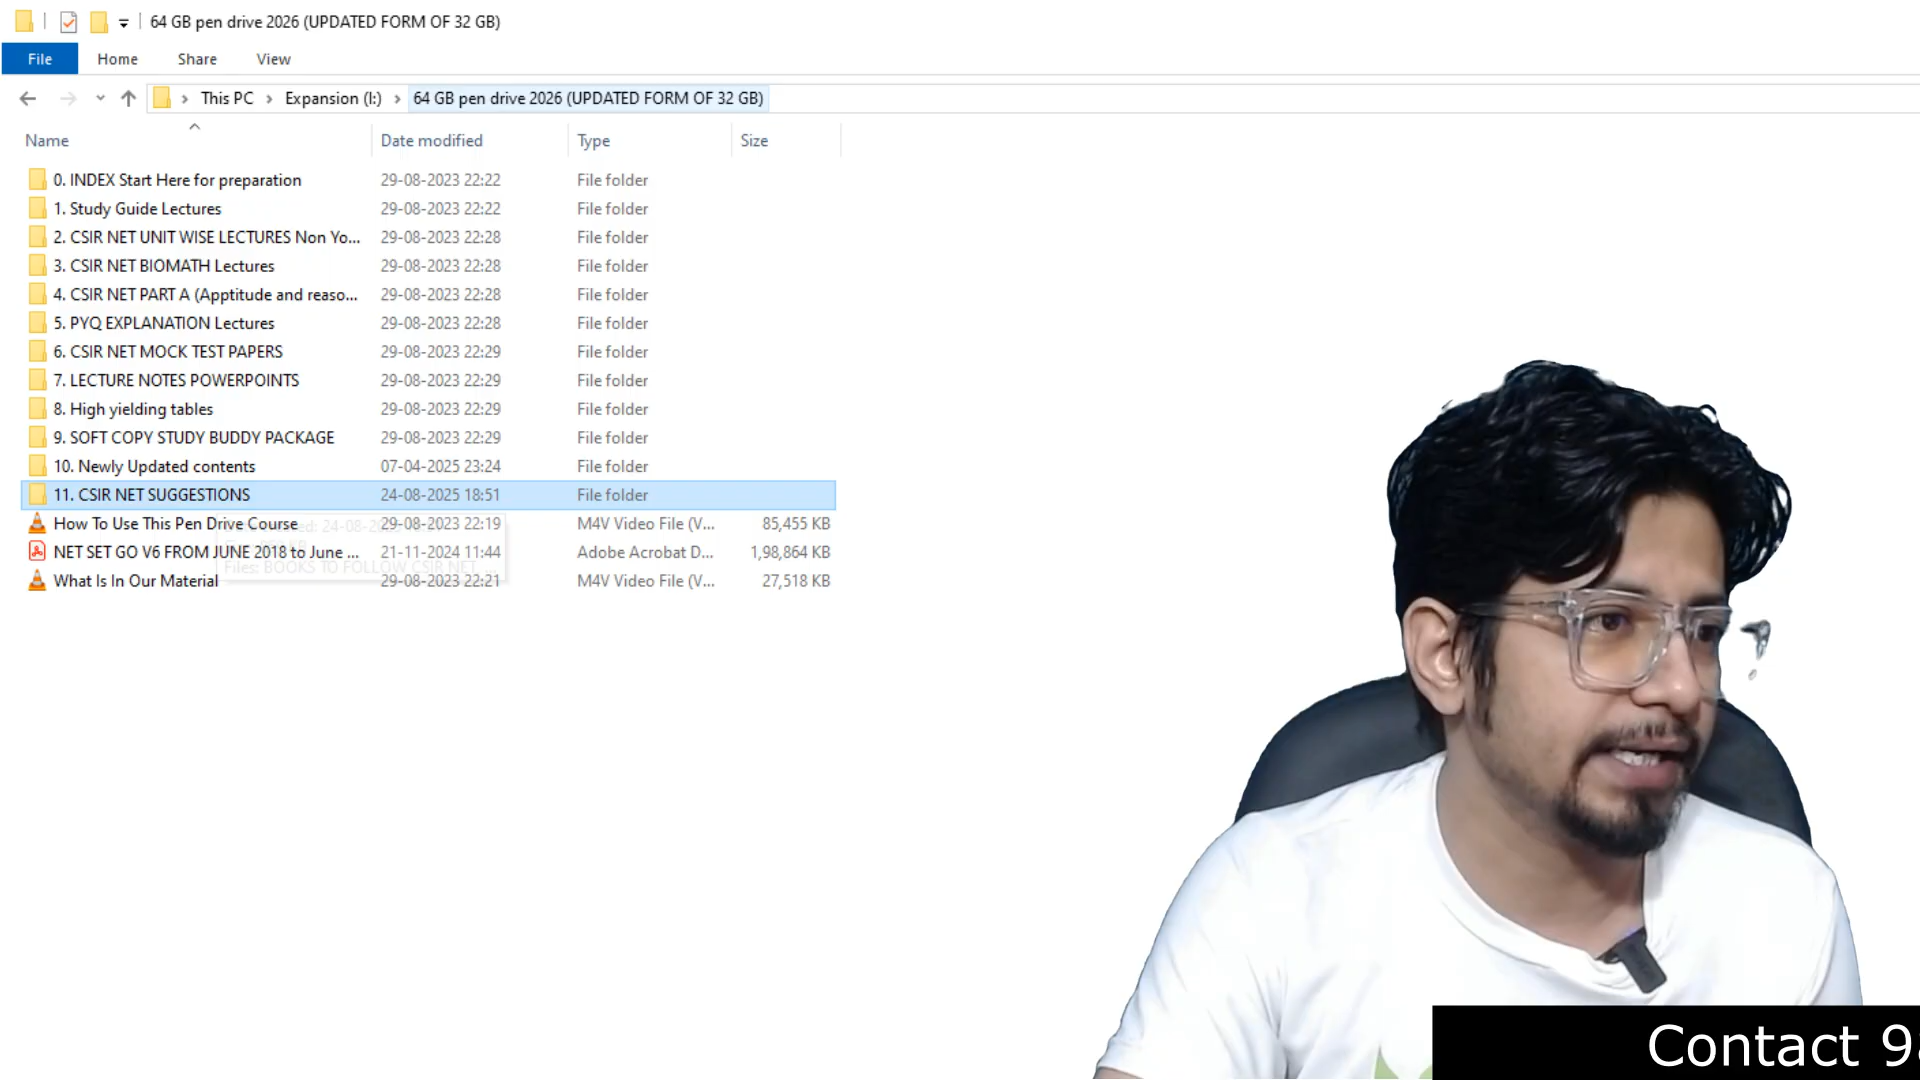 64 GB pen drive 2026 (UPDATED FORM OF 32 GB)
File Home Share View
This PC Expansion (I:) 64 GB pen drive 2026 (UPDATED FORM OF 32 GB)
Name Date modified Type Size
0. INDEX Start Here for preparation 29-08-2023 22:22 File folder
1. Study Guide Lectures 29-08-2023 22:22 File folder
2. CSIR NET UNIT WISE LECTURES Non Yo... 29-08-2023 22:28 File folder
3. CSIR NET BIOMATH Lectures 29-08-2023 22:28 File folder
4. CSIR NET PART A (Apptitude and reaso... 29-08-2023 22:28 File folder
5. PYQ EXPLANATION Lectures 29-08-2023 22:28 File folder
6. CSIR NET MOCK TEST PAPERS 29-08-2023 22:29 File folder
7. LECTURE NOTES POWERPOINTS 29-08-2023 22:29 File folder
8. High yielding tables 29-08-2023 22:29 File folder
9. SOFT COPY STUDY BUDDY PACKAGE 29-08-2023 22:29 File folder
10. Newly Updated contents 07-04-2025 23:24 File folder
11. CSIR NET SUGGESTIONS 24-08-2025 18:51 File folder
How To Use This Pen Drive Course 29-08-2023 22:19 M4V Video File (V... 85,455 KB
NET SET GO V6 FROM JUNE 2018 to June ... 21-11-2024 11:44 Adobe Acrobat D... 1,98,864 KB
Files: BOOKS TO FOLLOW CSIR NET, ...
What Is In Our Material 29-08-2023 22:21 M4V Video File (V... 27,518 KB
Contact 9